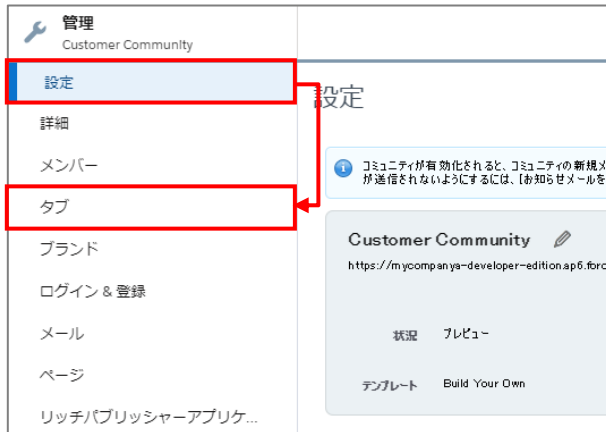 管理
Customer Community
設定
詳細
メンバー
タブ
ブランド
ログイン & 登録
メール
ページ
リッチパブリッシャーアプリケ...
設定
コミュニティが有効化されると、コミュニティの新規メ
が送信されないようにするには、[お知らせメールを
Customer Community
https://mycompanya-developer-edition.ap6.forc
状況 プレビュー
テンプレート Build Your Own